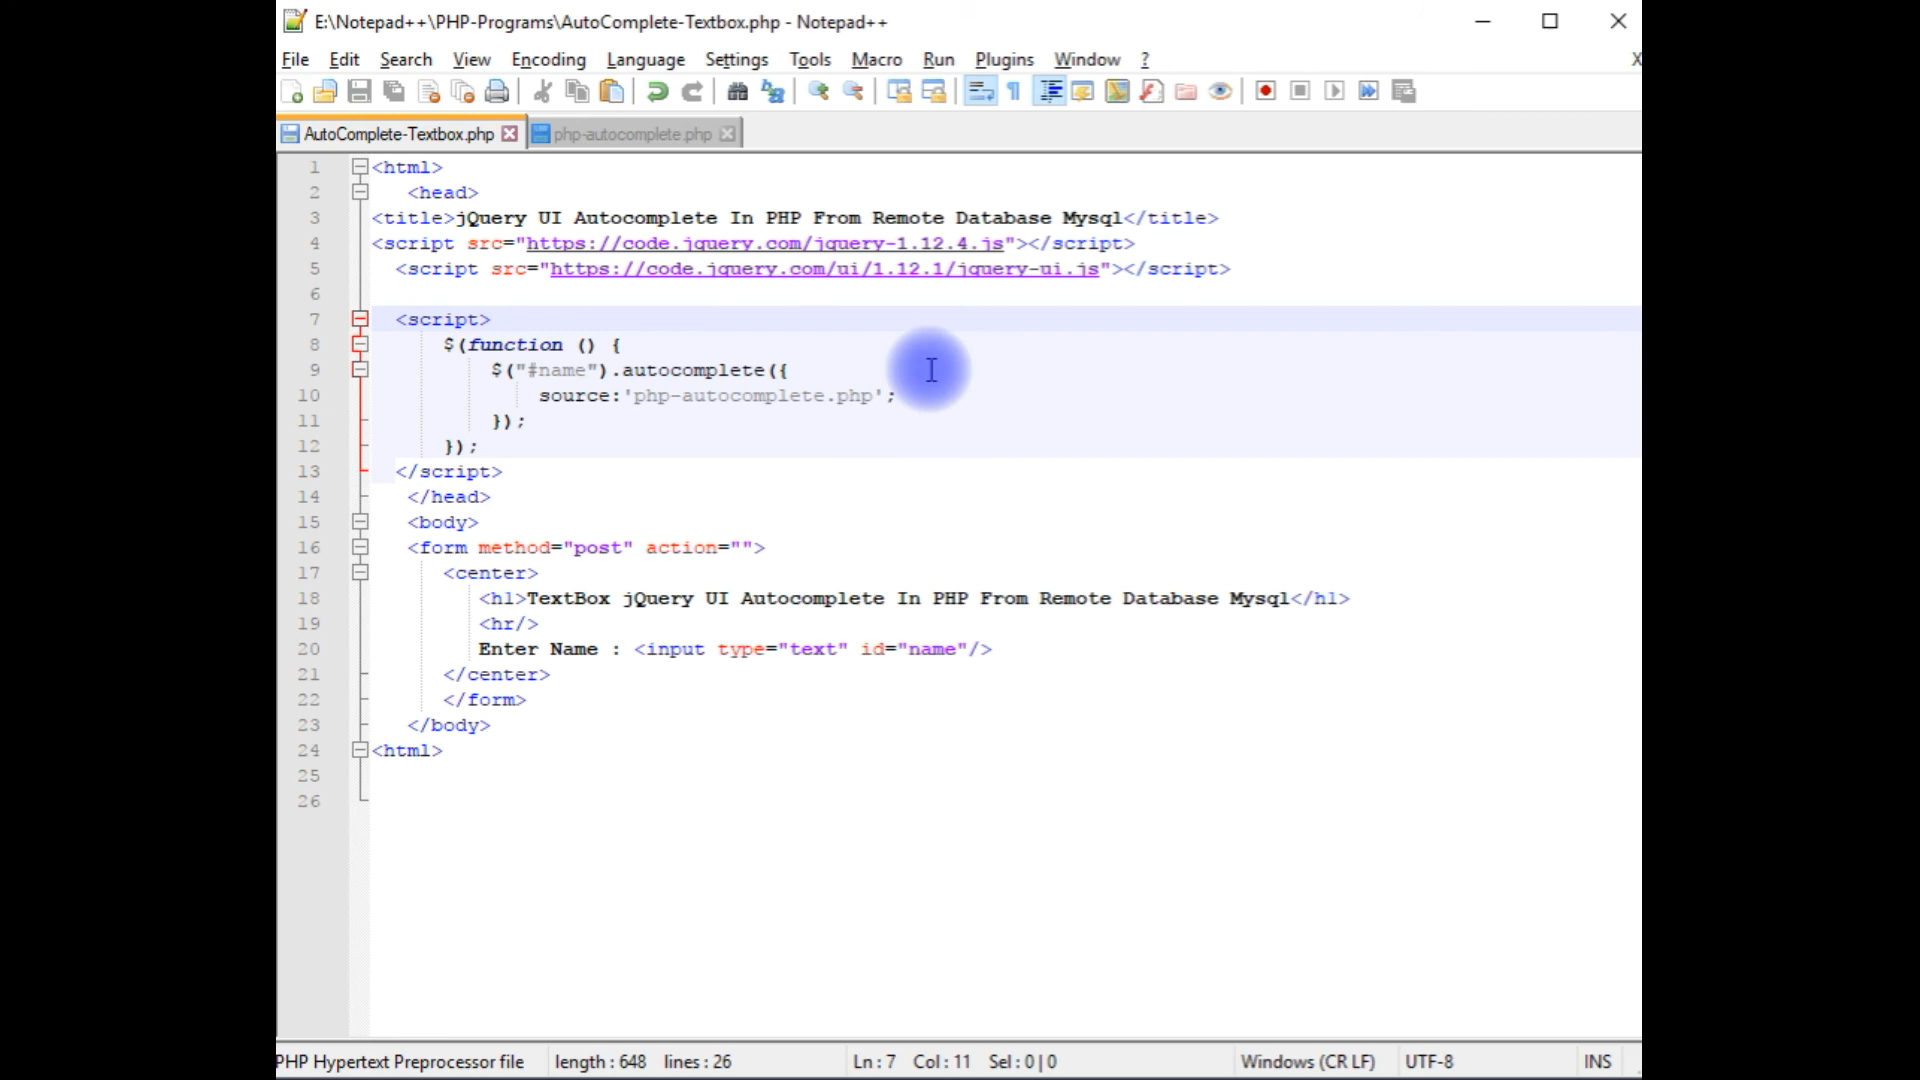 E:\Notepad++\PHP-Programs\AutoComplete-Textbox.php - Notepad++
File Edit Search View Encoding Language Settings Tools Macro Run Plugins Window ? X
AutoComplete-Textbox.php php-autocomplete.php
1 <html>
2 <head>
3 <title>jQuery UI Autocomplete In PHP From Remote Database Mysql</title>
4 <script src="https://code.jquery.com/jquery-1.12.4.js"></script>
5 <script src="https://code.jquery.com/ui/1.12.1/jquery-ui.js"></script>
6
7 <script>
8 $(function () {
9 $("#name").autocomplete({
10 source:'php-autocomplete.php';
11 });
12 });
13 </script>
14 </head>
15 <body>
16 <form method="post" action="">
17 <center>
18 <h1>TextBox jQuery UI Autocomplete In PHP From Remote Database Mysql</h1>
19 <hr/>
20 Enter Name : <input type="text" id="name"/>
21 </center>
22 </form>
23 </body>
24 <html>
25
26
PHP Hypertext Preprocessor file length : 648 lines : 26 Ln : 7 Col : 11 Sel : 0 | 0 Windows (CR LF) UTF-8 INS